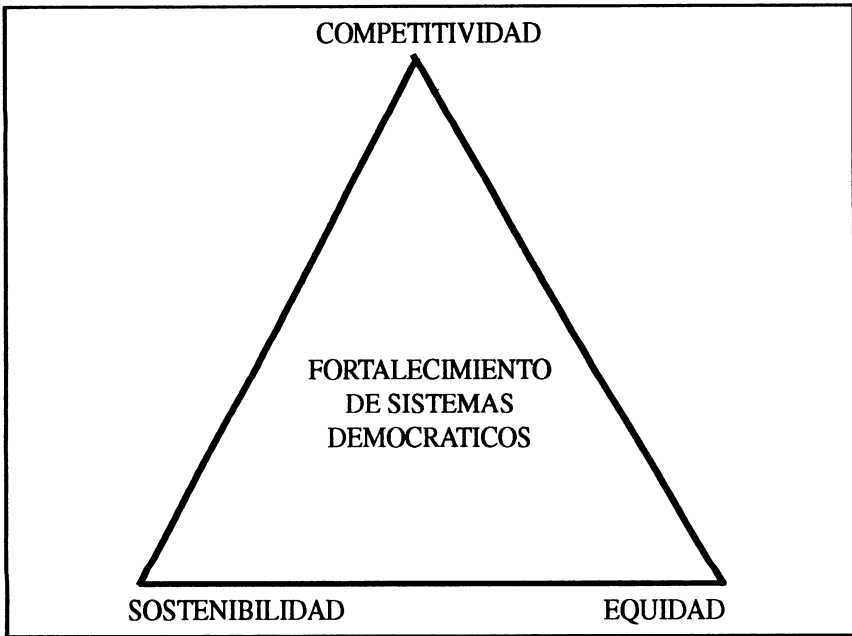 COMPETITIVIDAD
FORTALECIMIENTO
DE SISTEMAS
DEMOCRATICOS
SOSTENIBILIDAD
EQUIDAD